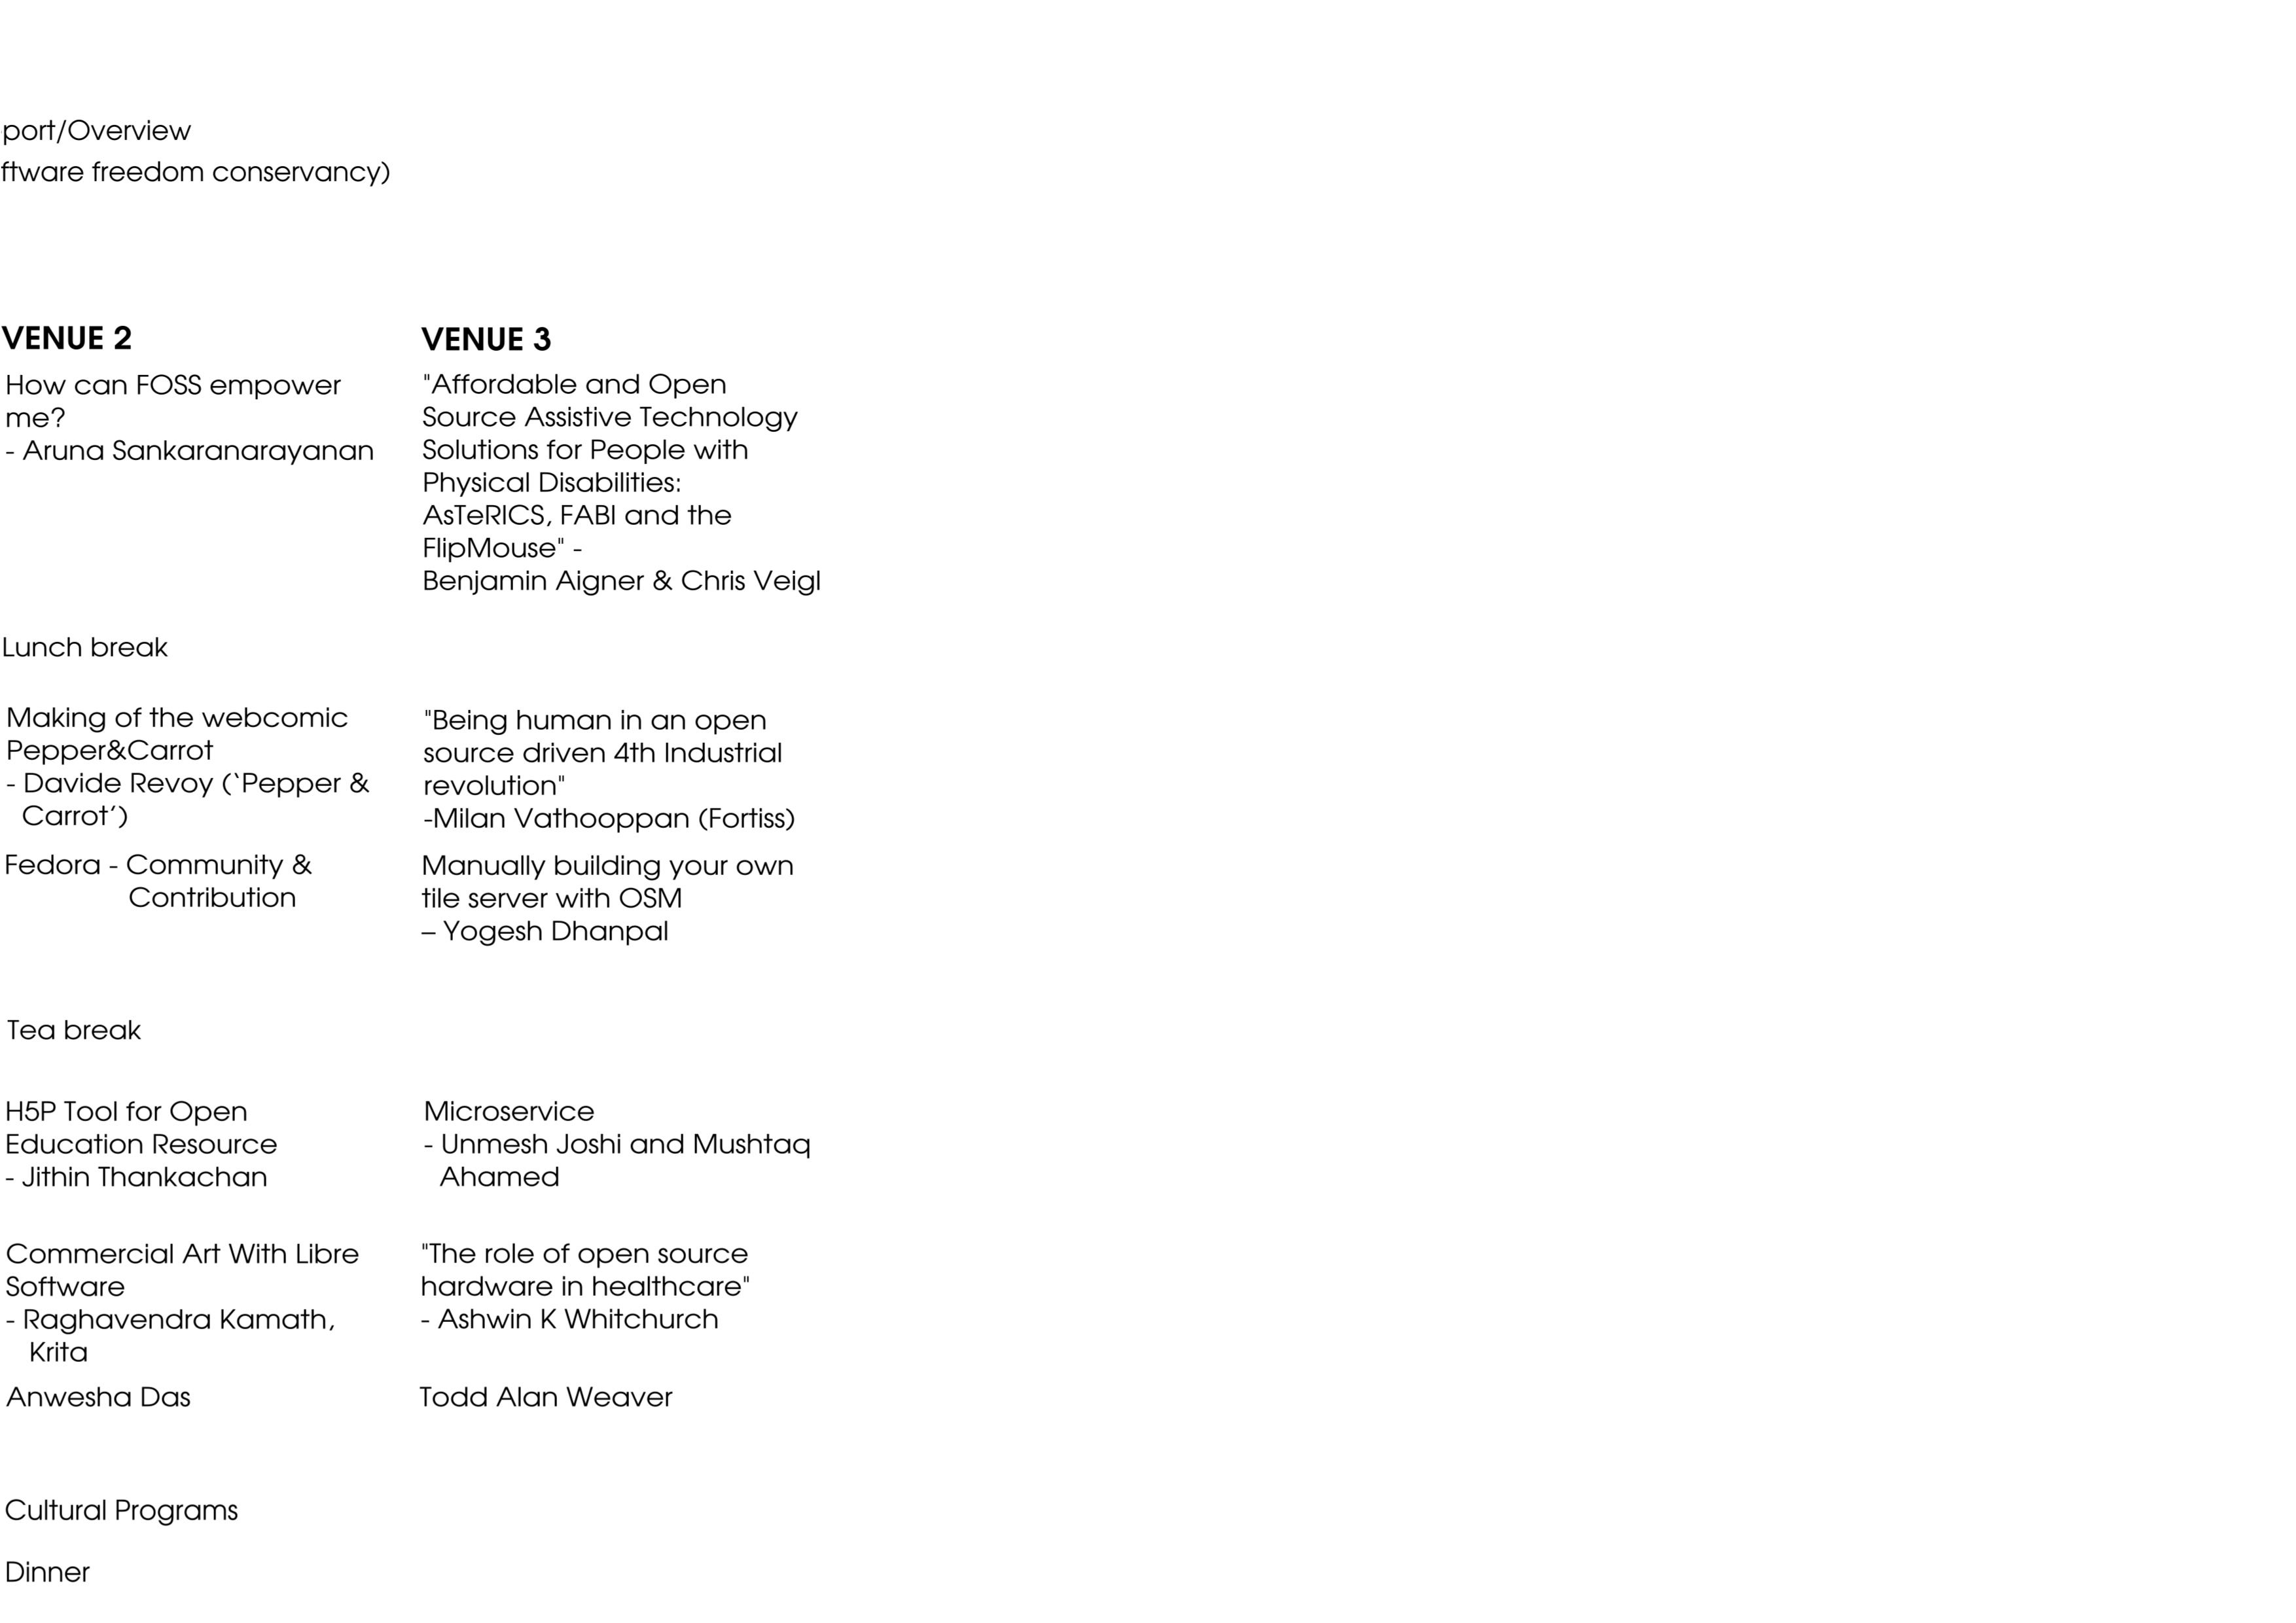 port/Overview
ftware freedom conservancy)
VENUE 2
How can FOSS empower
me?
- Aruna Sankaranarayanan
VENUE 3
"Affordable and Open
Source Assistive Technology
Solutions for People with
Physical Disabilities:
AsTeRICS, FABI and the
FlipMouse" -
Benjamin Aigner & Chris Veigl
Lunch break
Making of the webcomic
Pepper&Carrot
- Davide Revoy (‘Pepper &
Carrot’)
"Being human in an open
source driven 4th Industrial
revolution"
-Milan Vathooppan (Fortiss)
Fedora - Community &
Contribution
Manually building your own
tile server with OSM
– Yogesh Dhanpal
Tea break
H5P Tool for Open
Education Resource
- Jithin Thankachan
Microservice
- Unmesh Joshi and Mushtaq
Ahamed
Commercial Art With Libre
Software
- Raghavendra Kamath,
Krita
"The role of open source
hardware in healthcare"
- Ashwin K Whitchurch
Anwesha Das
Todd Alan Weaver
Cultural Programs
Dinner